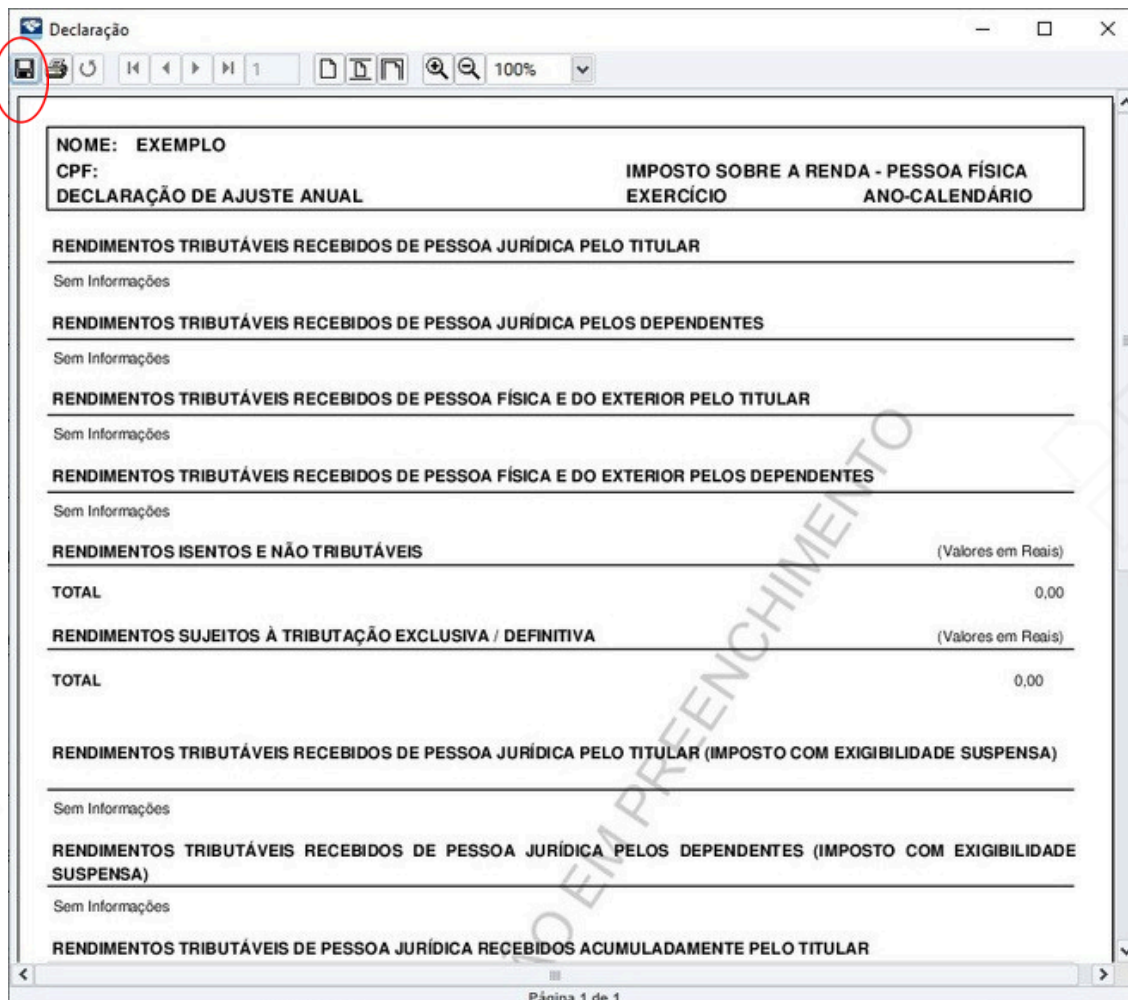 Declaração
1
100%
NOME: EXEMPLO
CPF:
IMPOSTO SOBRE A RENDA - PESSOA FÍSICA
DECLARAÇÃO DE AJUSTE ANUAL
EXERCÍCIO ANO-CALENDÁRIO
RENDIMENTOS TRIBUTÁVEIS RECEBIDOS DE PESSOA JURÍDICA PELO TITULAR
Sem Informações
RENDIMENTOS TRIBUTÁVEIS RECEBIDOS DE PESSOA JURÍDICA PELOS DEPENDENTES
Sem Informações
RENDIMENTOS TRIBUTÁVEIS RECEBIDOS DE PESSOA FÍSICA E DO EXTERIOR PELO TITULAR
Sem Informações
RENDIMENTOS TRIBUTÁVEIS RECEBIDOS DE PESSOA FÍSICA E DO EXTERIOR PELOS DEPENDENTES
Sem Informações
RENDIMENTOS ISENTOS E NÃO TRIBUTÁVEIS (Valores em Reais)
TOTAL 0,00
RENDIMENTOS SUJEITOS À TRIBUTAÇÃO EXCLUSIVA / DEFINITIVA (Valores em Reais)
TOTAL 0,00
RENDIMENTOS TRIBUTÁVEIS RECEBIDOS DE PESSOA JURÍDICA PELO TITULAR (IMPOSTO COM EXIGIBILIDADE SUSPENSA)
Sem Informações
RENDIMENTOS TRIBUTÁVEIS RECEBIDOS DE PESSOA JURÍDICA PELOS DEPENDENTES (IMPOSTO COM EXIGIBILIDADE
SUSPENSA)
Sem Informações
RENDIMENTOS TRIBUTÁVEIS DE PESSOA JURÍDICA RECEBIDOS ACUMULADAMENTE PELO TITULAR
EM PREENCHIMENTO
Página 1 de 1